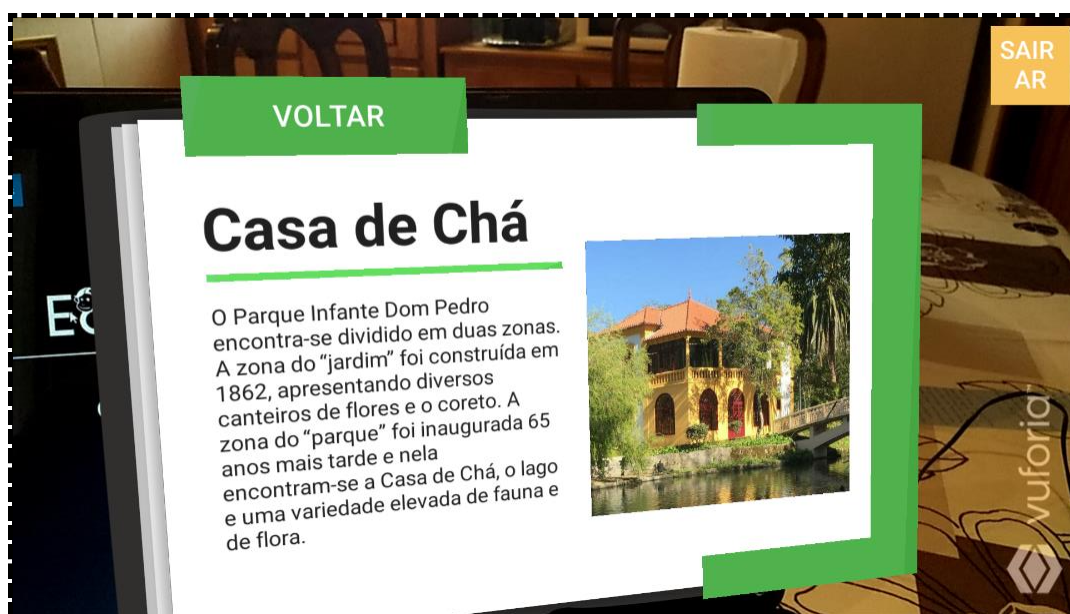 SAIR
AR
VOLTAR
Casa de Chá
O Parque Infante Dom Pedro
encontra-se dividido em duas zonas.
A zona do “jardim” foi construída em
1862, apresentando diversos
canteiros de flores e o coreto. A
zona do “parque” foi inaugurada 65
anos mais tarde e nela
encontram-se a Casa de Chá, o lago
e uma variedade elevada de fauna e
de flora.
vuforia